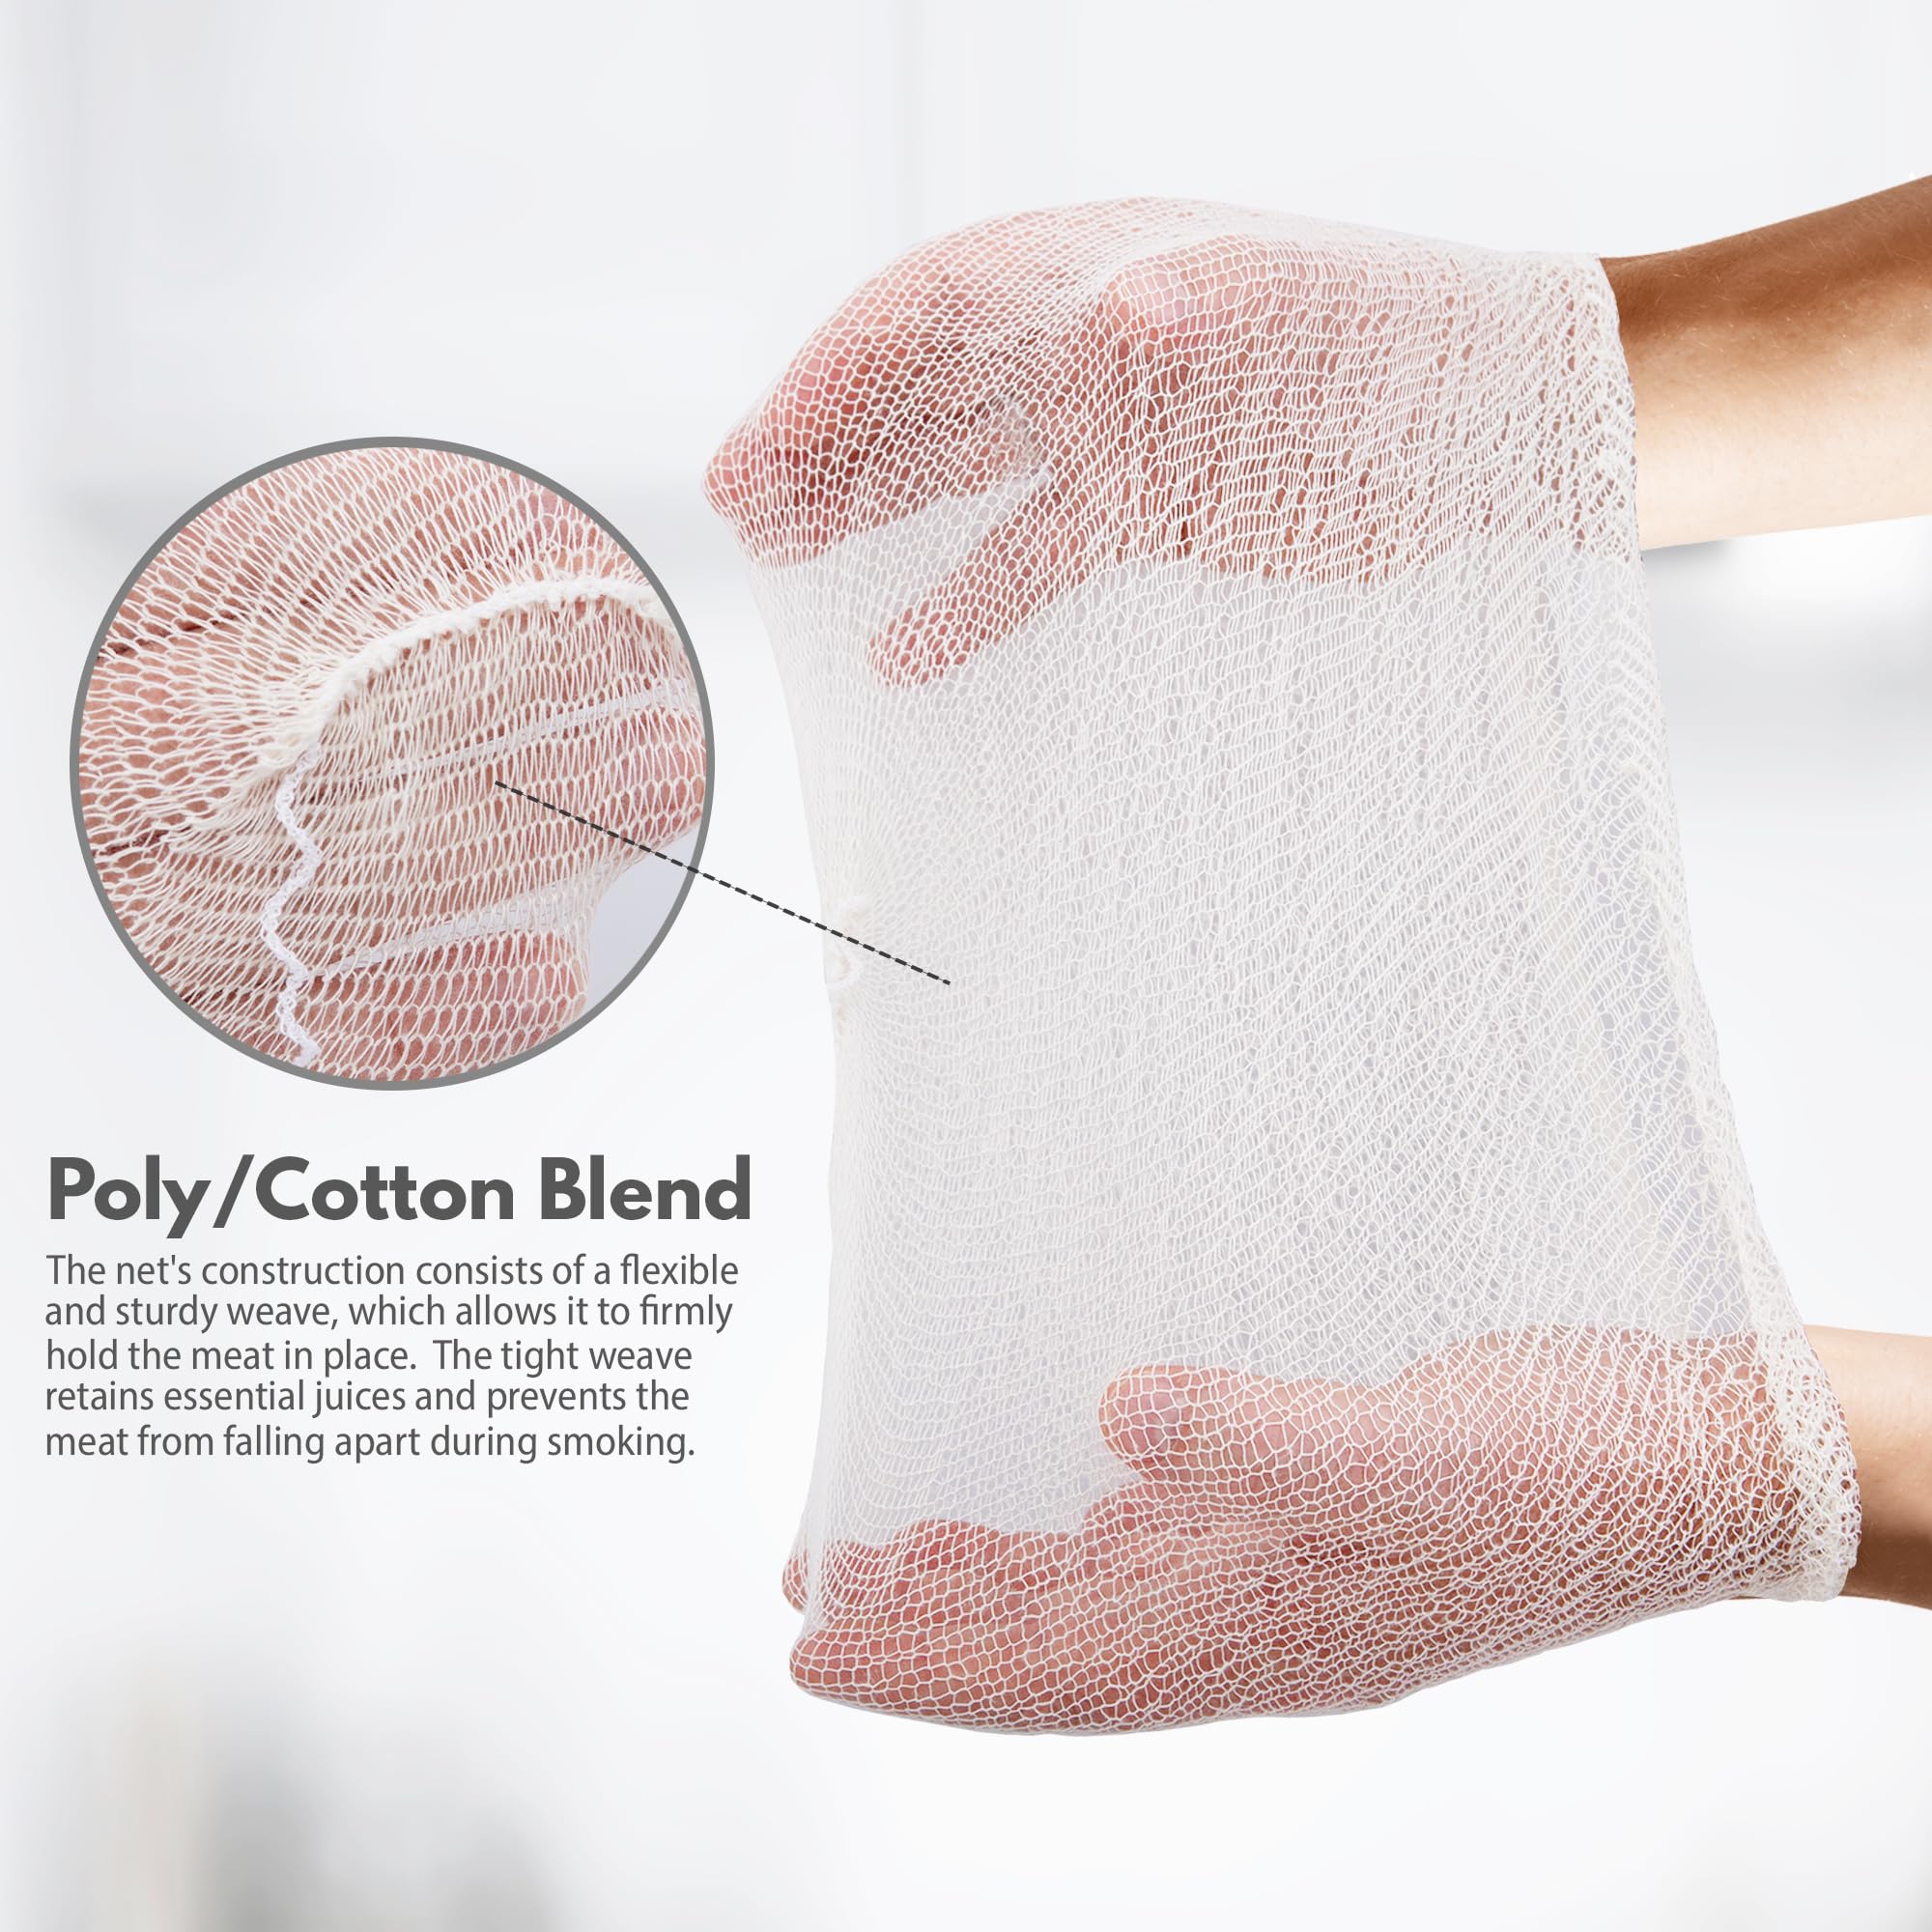 Poly/Cotton Blend
The net's construction consists of a flexible
and sturdy weave, which allows it to firmly
hold the meat in place.  The tight weave
retains essential juices and prevents the
meat from falling apart during smoking.